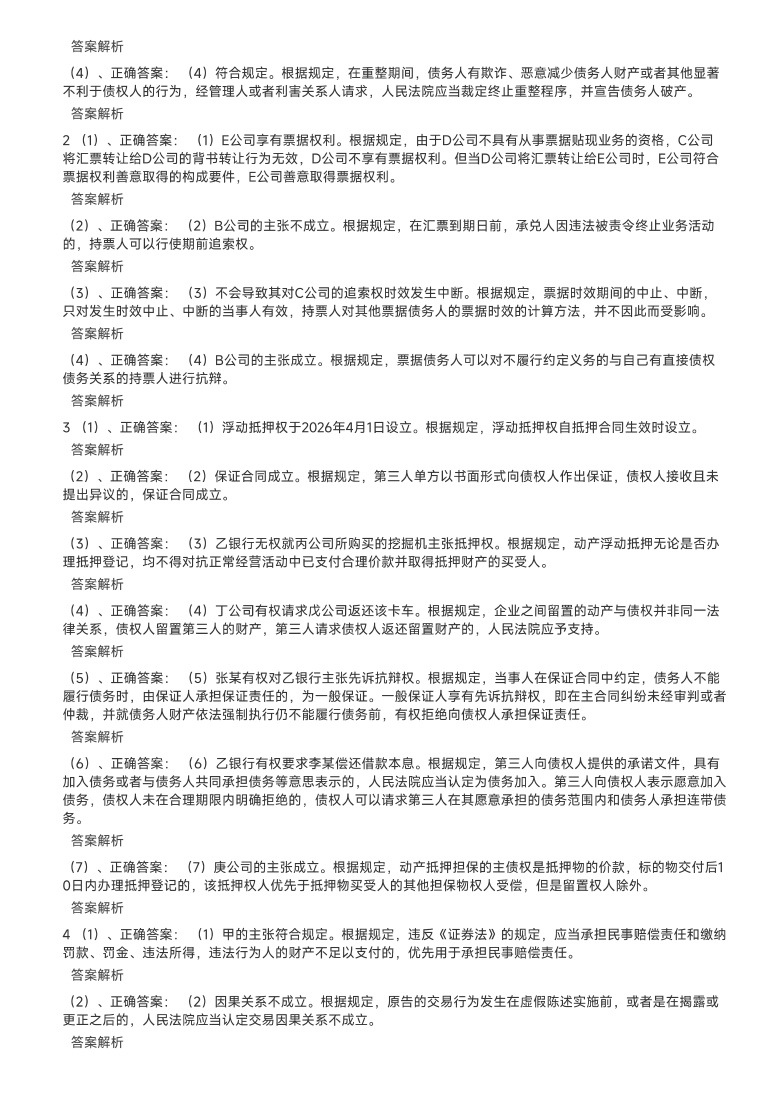 答案解析
（4）、正确答案： （4）符合规定。根据规定，在重整期间，债务人有欺诈、恶意减少债务人财产或者其他显著
不利于债权人的行为，经管理人或者利害关系人请求，人民法院应当裁定终止重整程序，并宣告债务人破产。
答案解析
2 （1）、正确答案： （1）E公司享有票据权利。根据规定，由于D公司不具有从事票据贴现业务的资格，C公司
将汇票转让给D公司的背书转让行为无效，D公司不享有票据权利。但当D公司将汇票转让给E公司时，E公司符合
票据权利善意取得的构成要件，E公司善意取得票据权利。
答案解析
（2）、正确答案： （2）B公司的主张不成立。根据规定，在汇票到期日前，承兑人因违法被责令终止业务活动
的，持票人可以行使期前追索权。
答案解析
（3）、正确答案： （3）不会导致其对C公司的追索权时效发生中断。根据规定，票据时效期间的中止、中断，
只对发生时效中止、中断的当事人有效，持票人对其他票据债务人的票据时效的计算方法，并不因此而受影响。
答案解析
（4）、正确答案： （4）B公司的主张成立。根据规定，票据债务人可以对不履行约定义务的与自己有直接债权
债务关系的持票人进行抗辩。
答案解析
3 （1）、正确答案： （1）浮动抵押权于2026年4月1日设立。根据规定，浮动抵押权自抵押合同生效时设立。
答案解析
（2）、正确答案： （2）保证合同成立。根据规定，第三人单方以书面形式向债权人作出保证，债权人接收且未
提出异议的，保证合同成立。
答案解析
（3）、正确答案： （3）乙银行无权就丙公司所购买的挖掘机主张抵押权。根据规定，动产浮动抵押无论是否办
理抵押登记，均不得对抗正常经营活动中已支付合理价款并取得抵押财产的买受人。
答案解析
（4）、正确答案： （4）丁公司有权请求戊公司返还该卡车。根据规定，企业之间留置的动产与债权并非同一法
律关系，债权人留置第三人的财产，第三人请求债权人返还留置财产的，人民法院应予支持。
答案解析
（5）、正确答案： （5）张某有权对乙银行主张先诉抗辩权。根据规定，当事人在保证合同中约定，债务人不能
履行债务时，由保证人承担保证责任的，为一般保证。一般保证人享有先诉抗辩权，即在主合同纠纷未经审判或者
仲裁，并就债务人财产依法强制执行仍不能履行债务前，有权拒绝向债权人承担保证责任。
答案解析
（6）、正确答案： （6）乙银行有权要求李某偿还借款本息。根据规定，第三人向债权人提供的承诺文件，具有
加入债务或者与债务人共同承担债务等意思表示的，人民法院应当认定为债务加入。第三人向债权人表示愿意加入
债务，债权人未在合理期限内明确拒绝的，债权人可以请求第三人在其愿意承担的债务范围内和债务人承担连带债
务。
答案解析
（7）、正确答案： （7）庚公司的主张成立。根据规定，动产抵押担保的主债权是抵押物的价款，标的物交付后1
0日内办理抵押登记的，该抵押权人优先于抵押物买受人的其他担保物权人受偿，但是留置权人除外。
答案解析
4 （1）、正确答案： （1）甲的主张符合规定。根据规定，违反《证券法》的规定，应当承担民事赔偿责任和缴纳
罚款、罚金、违法所得，违法行为人的财产不足以支付的，优先用于承担民事赔偿责任。
答案解析
（2）、正确答案： （2）因果关系不成立。根据规定，原告的交易行为发生在虚假陈述实施前，或者是在揭露或
更正之后的，人民法院应当认定交易因果关系不成立。
答案解析